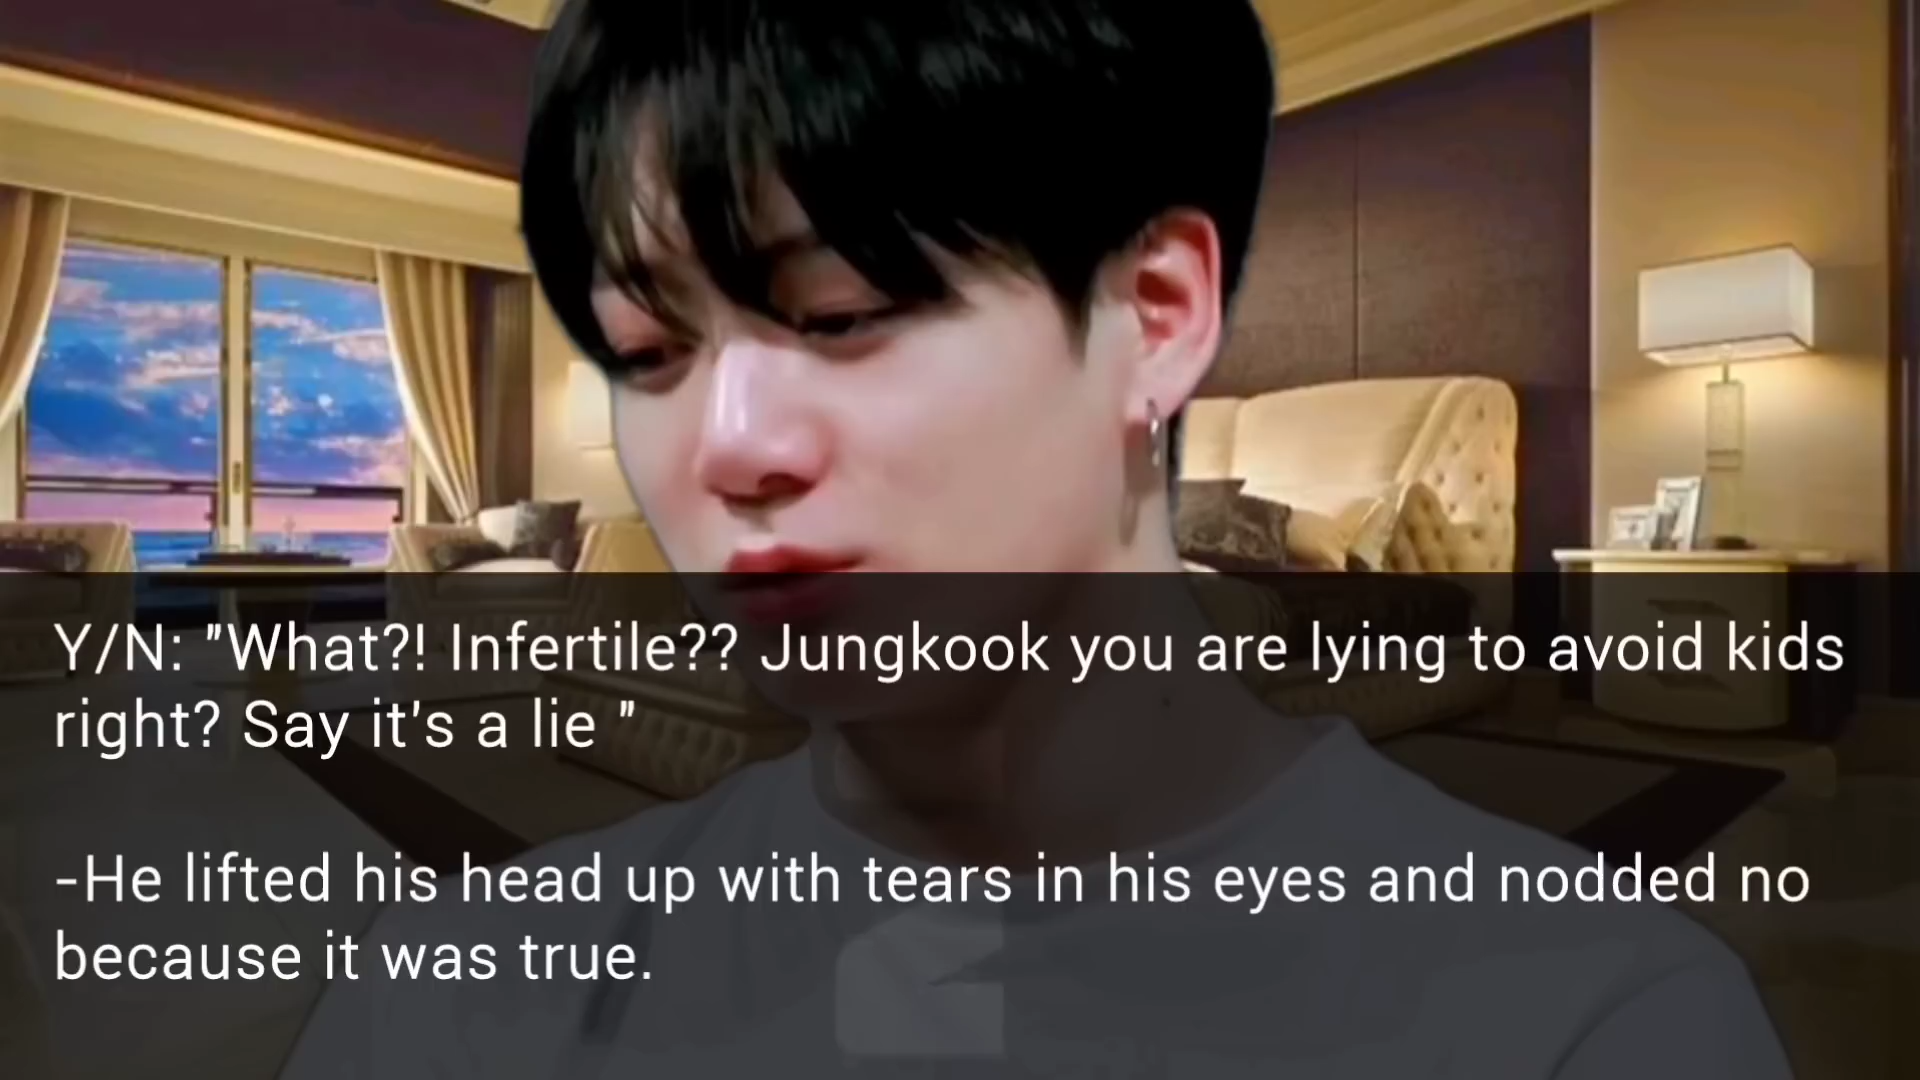 Y/N: "What?! Infertile?? Jungkook you are lying to avoid kids
right? Say it's a lie "
-He lifted his head up with tears in his eyes and nodded no
because it was true.